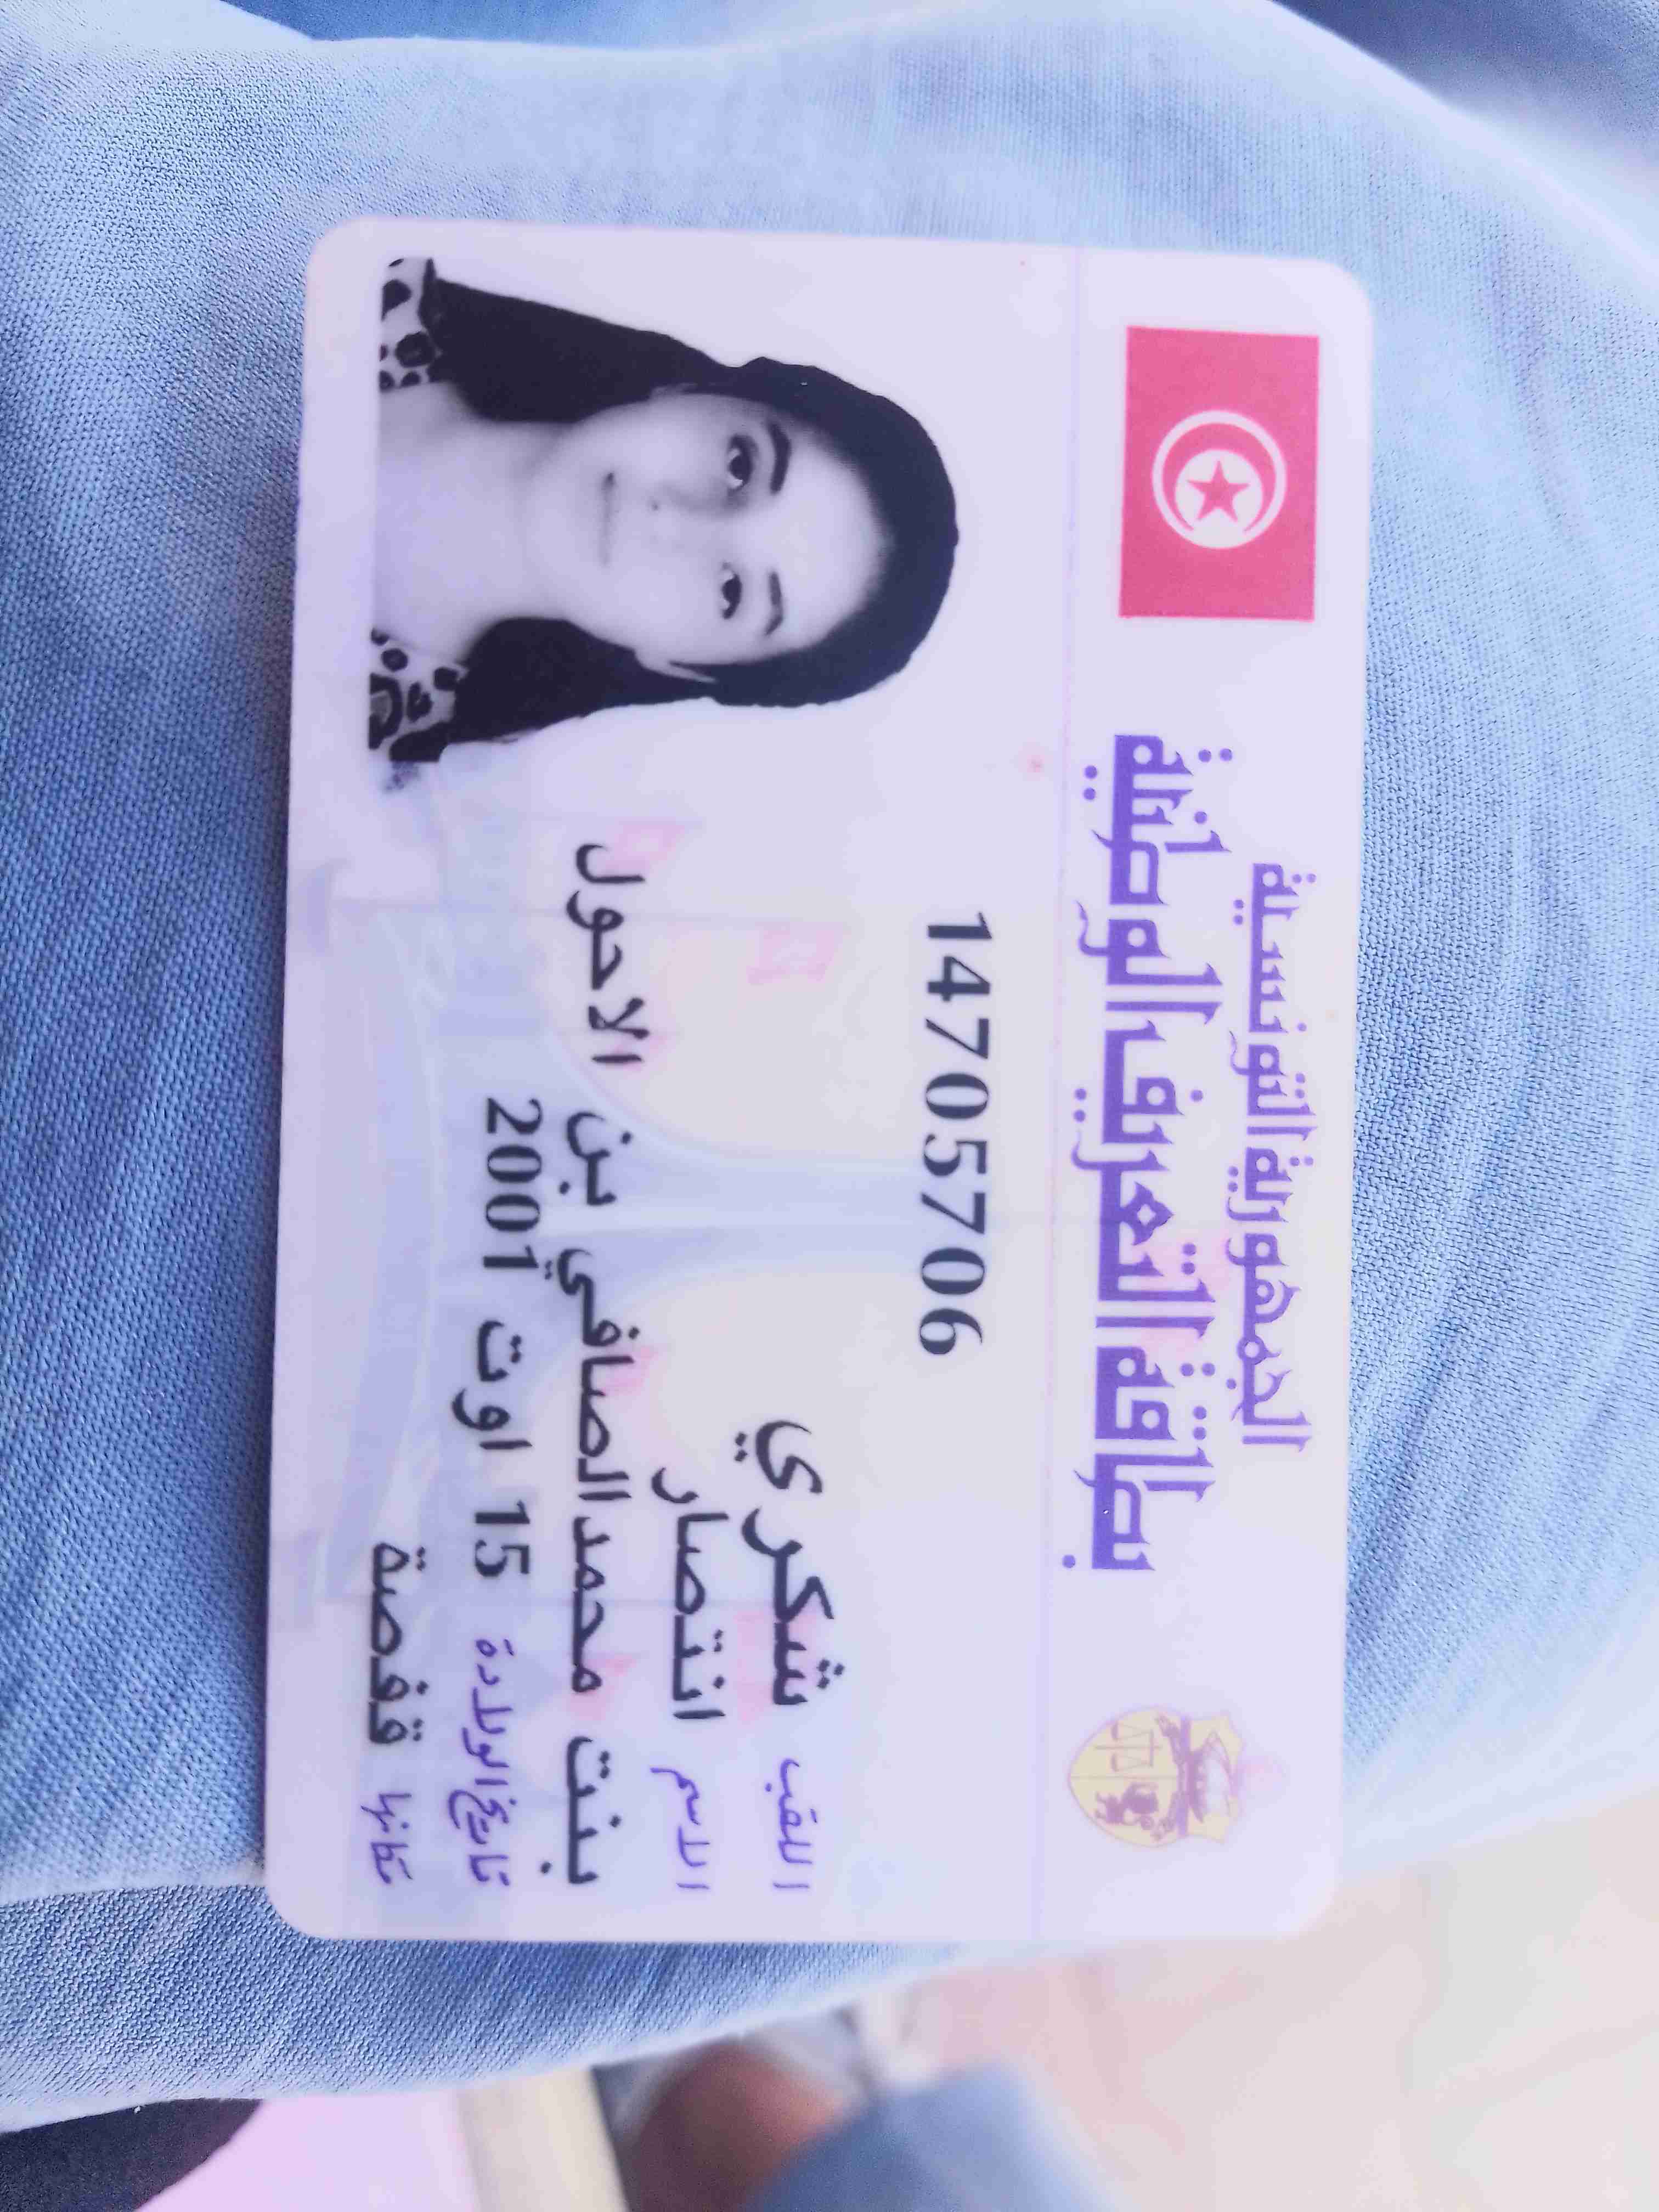 الجمهورية التونسية
بطاقة التعريف الوطنية
14705706
اللقب شكري
الاسم انتصار
بنت محمد الصافي بن الاحول
تاريخ الولادة 15 اوت 2001
مكانها قفصة